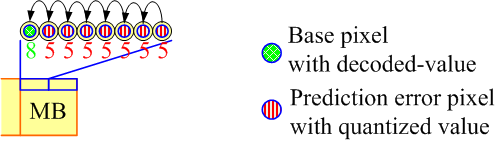 8 5 5 5 5 5 5 5
MB
Base pixel
with decoded-value
Prediction error pixel
with quantized value